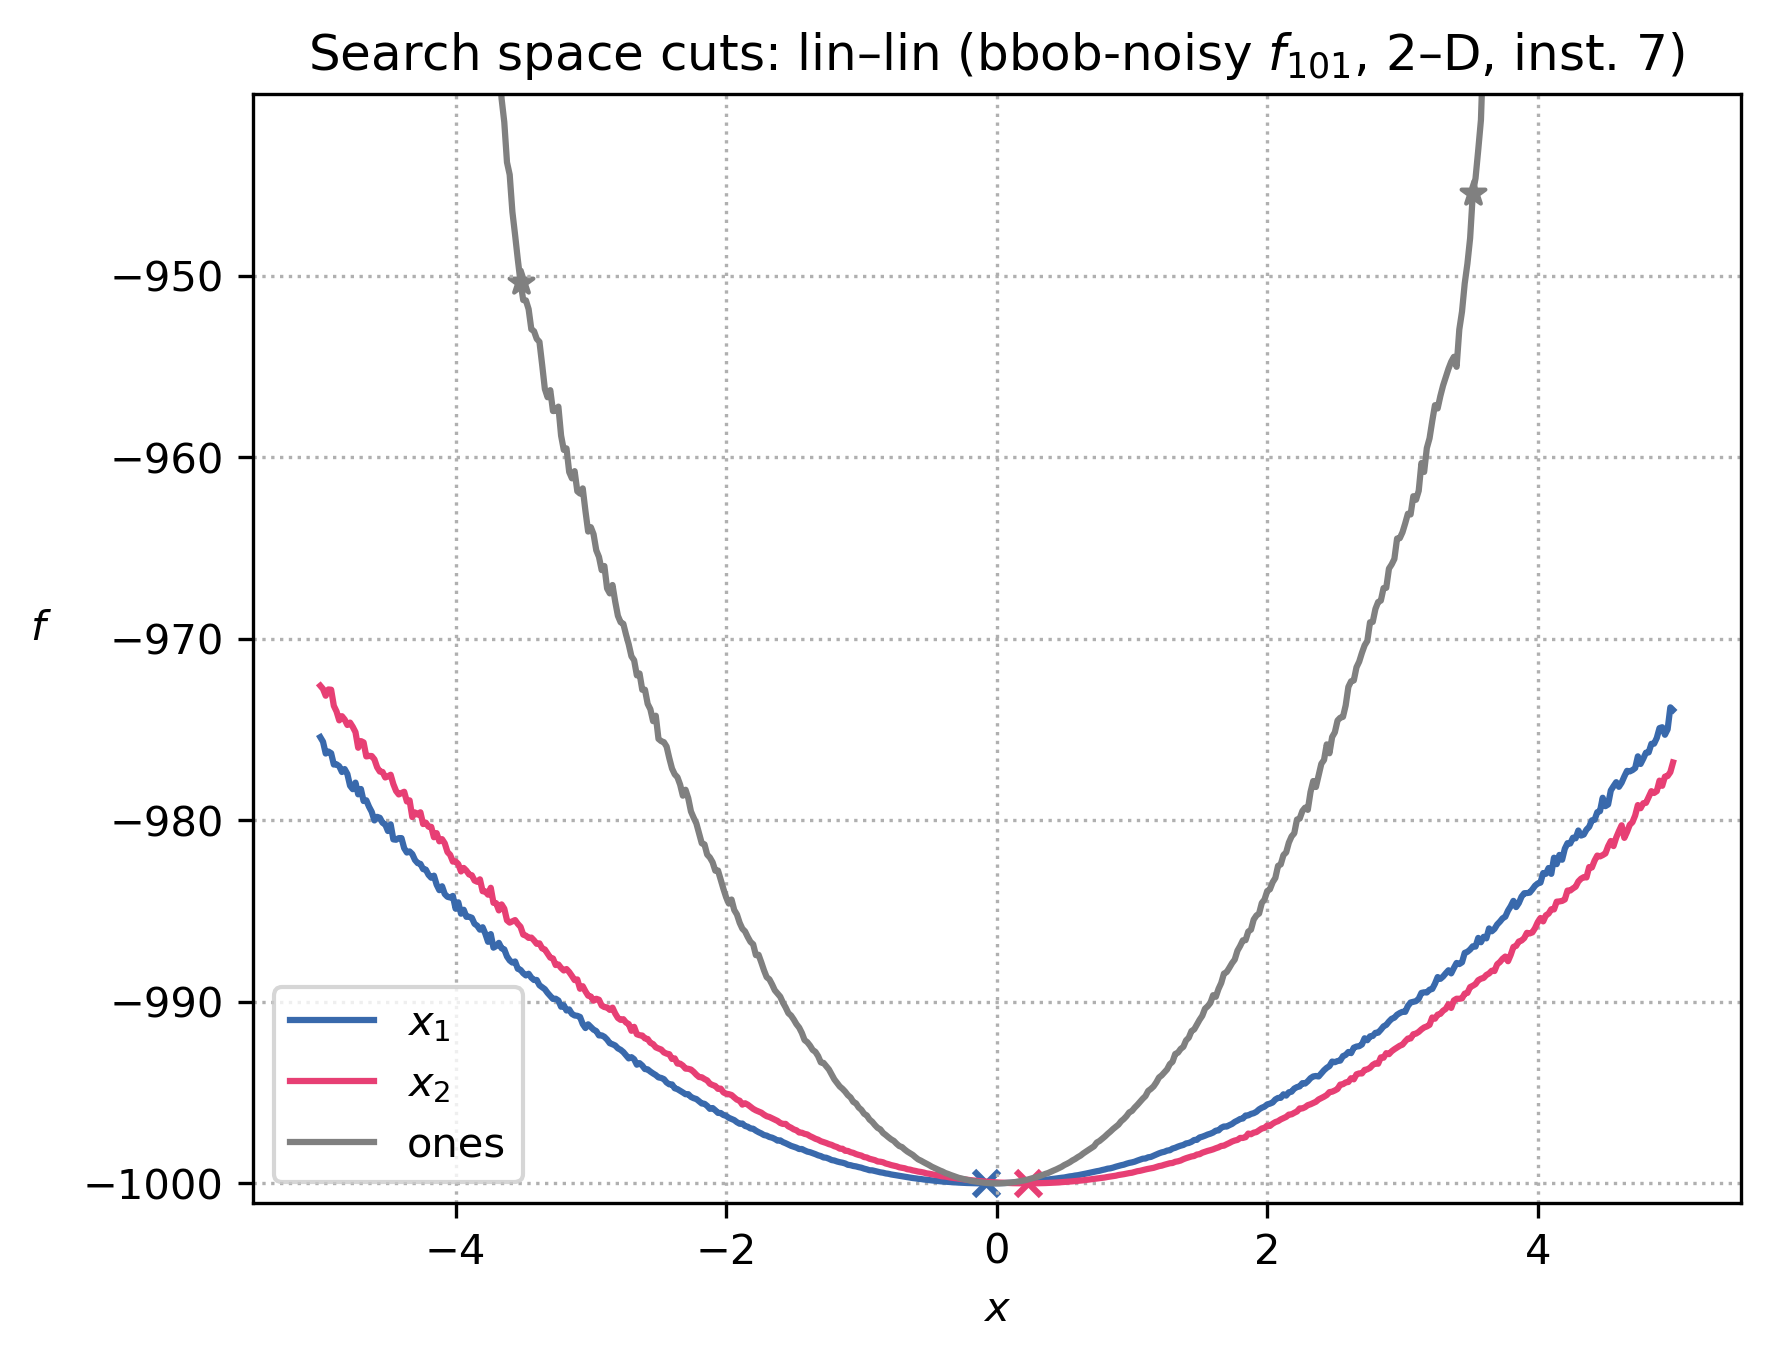 Search space cuts: lin–lin (bbob-noisy f₁₀₁, 2–D, inst. 7)
−950
−960
−970
−980
−990
−1000
f
x₁
x₂
ones
−4 −2 0 2 4
x